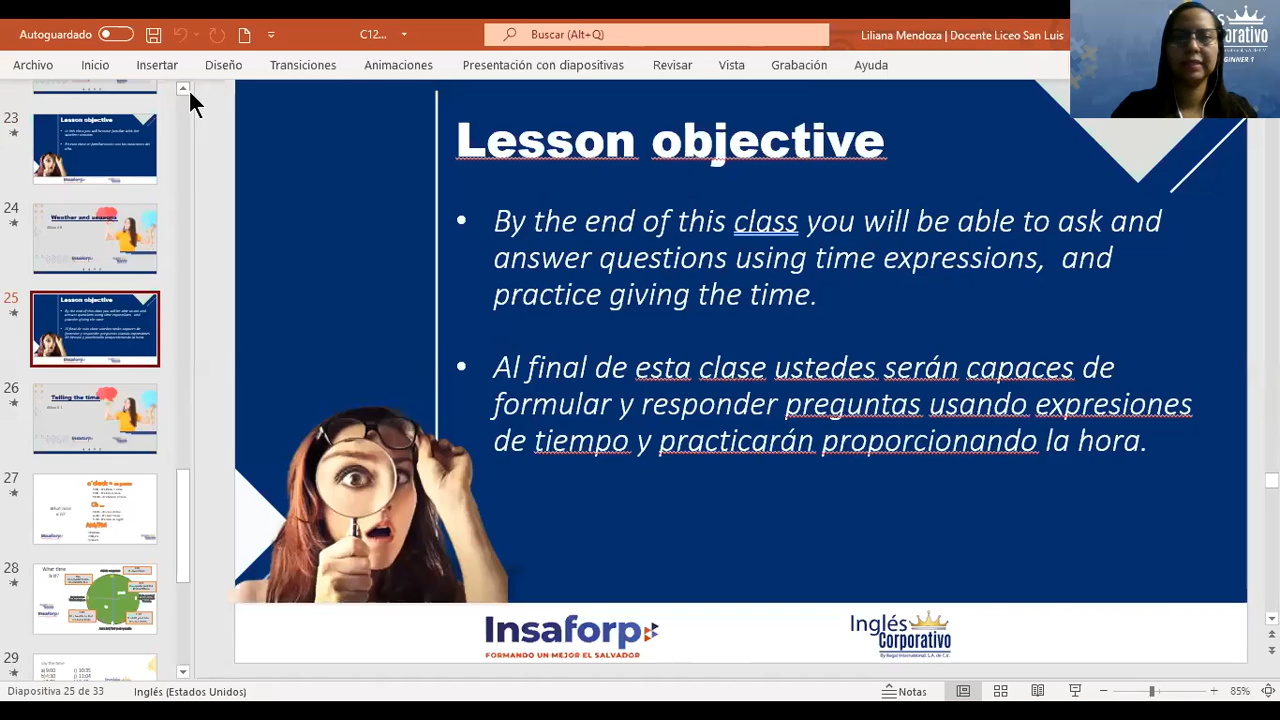 Autoguardado
C12...
Buscar (Alt+Q)
Liliana Mendoza | Docente Liceo San Luis
Archivo Inicio Insertar Diseño Transiciones Animaciones Presentación con diapositivas Revisar Vista Grabación Ayuda
23
Lesson objective
24
Weather and seasons
25
Lesson objective
26
Telling the time
27
28
What time is it?
29
Lesson objective
• By the end of this class you will be able to ask and
answer questions using time expressions, and
practice giving the time.
• Al final de esta clase ustedes serán capaces de
formular y responder preguntas usando expresiones
de tiempo y practicarán proporcionando la hora.
Insaforp
FORMANDO UN MEJOR EL SALVADOR
Inglés
Corporativo
Diapositiva 25 de 33
Inglés (Estados Unidos)
Notas
85%